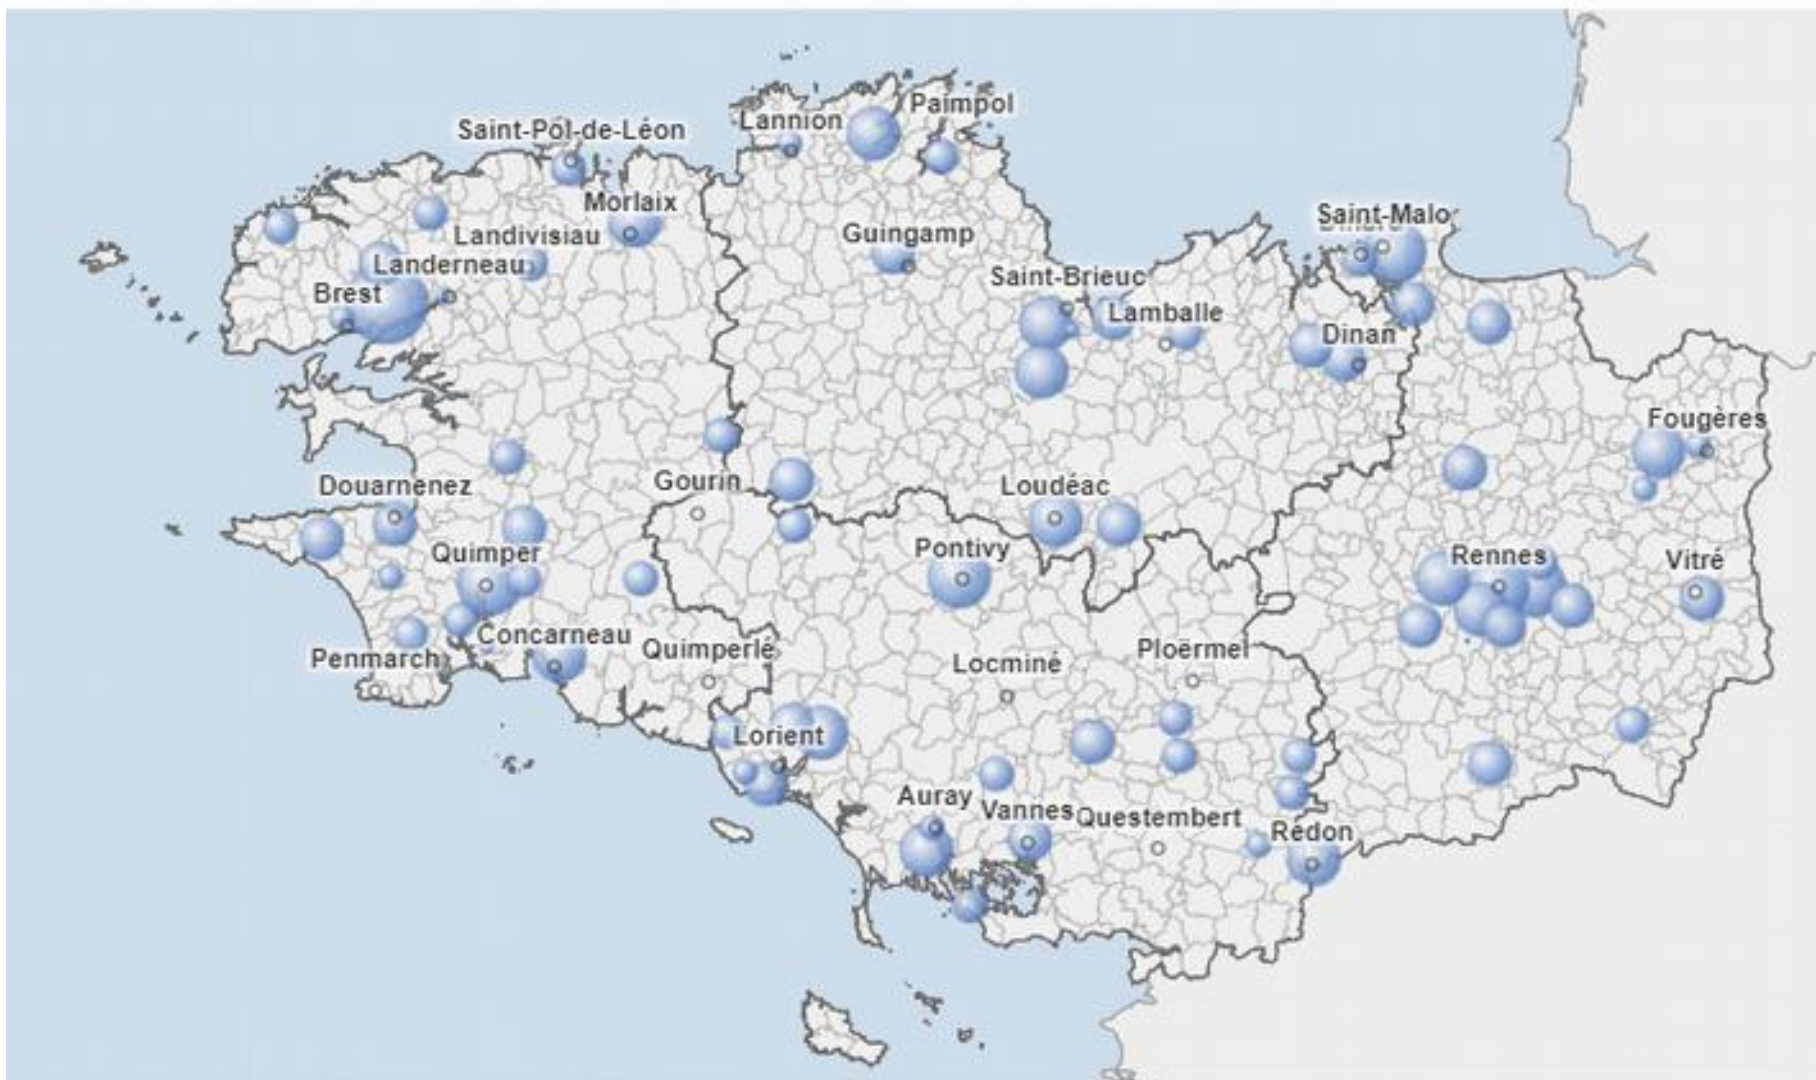 Paimpol
Lannion
Saint-Pol-de-Léon
Morlaix
Saint-Malo
Landivisiau
Guingamp
Landerneau
Saint-Brieuc
Brest
Lamballe
Dinan
Fougères
Gourin
Douarnenez
Loudéac
Quimper
Pontivy
Rennes
Vitré
Concarneau
Quimperlé
Ploërmel
Penmarch
Locminé
Lorient
Auray
Vannes
Questembert
Redon